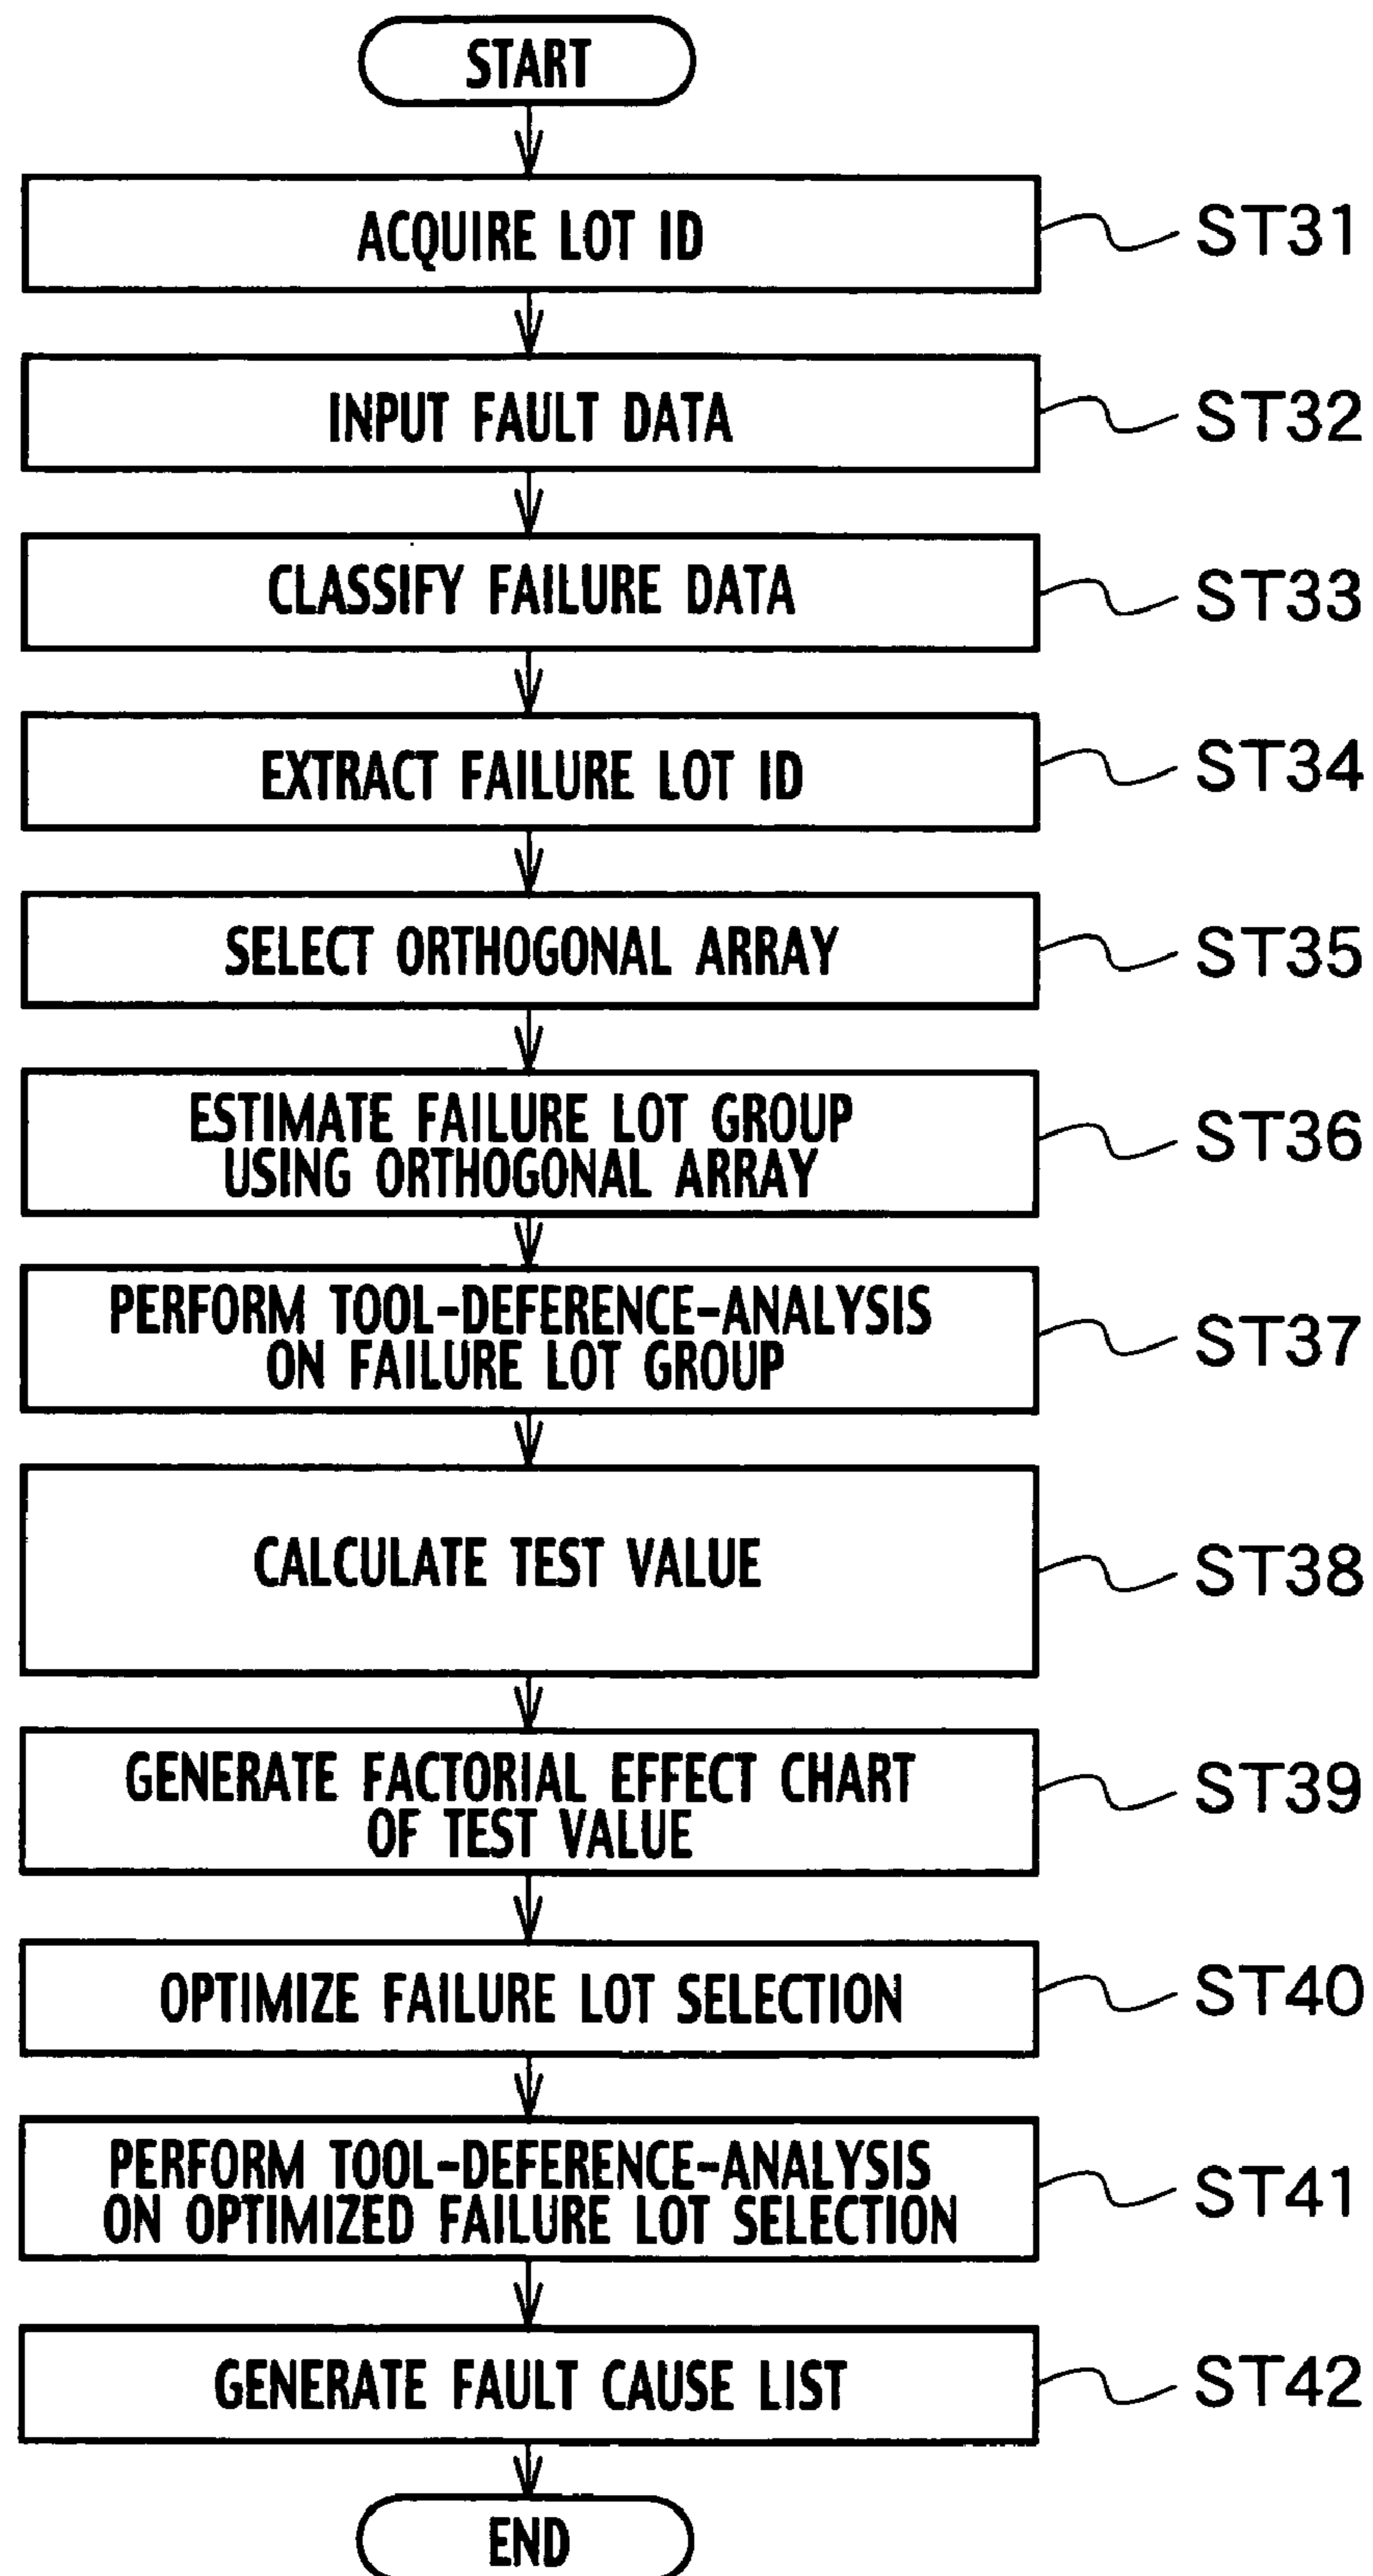 START
ACQUIRE LOT ID
ST31
INPUT FAULT DATA
ST32
CLASSIFY FAILURE DATA
ST33
EXTRACT FAILURE LOT ID
ST34
SELECT ORTHOGONAL ARRAY
ST35
ESTIMATE FAILURE LOT GROUP
USING ORTHOGONAL ARRAY
ST36
PERFORM TOOL-DEFERENCE-ANALYSIS
ON FAILURE LOT GROUP
ST37
CALCULATE TEST VALUE
ST38
GENERATE FACTORIAL EFFECT CHART
OF TEST VALUE
ST39
OPTIMIZE FAILURE LOT SELECTION
ST40
PERFORM TOOL-DEFERENCE-ANALYSIS
ON OPTIMIZED FAILURE LOT SELECTION
ST41
GENERATE FAULT CAUSE LIST
ST42
END